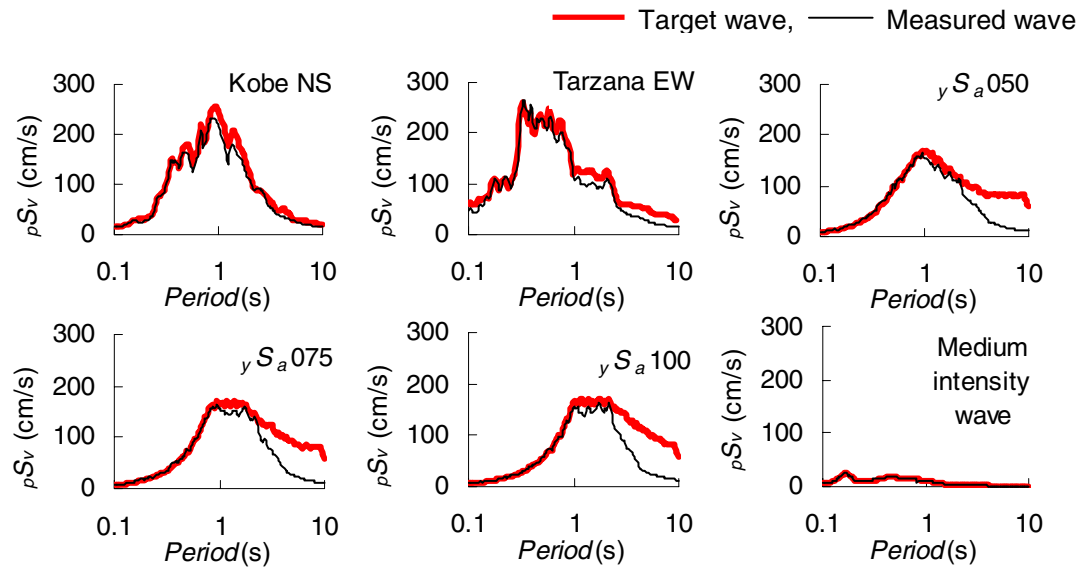 Target wave, Measured wave
Kobe NS
pSv (cm/s)
300
200
100
0
0.1 1 10
Period(s)
Tarzana EW
pSv (cm/s)
300
200
100
0
0.1 1 10
Period(s)
ySa050
pSv (cm/s)
300
200
100
0
0.1 1 10
Period(s)
ySa075
pSv (cm/s)
300
200
100
0
0.1 1 10
Period(s)
ySa100
pSv (cm/s)
300
200
100
0
0.1 1 10
Period(s)
Medium
intensity
wave
pSv (cm/s)
300
200
100
0
0.1 1 10
Period(s)